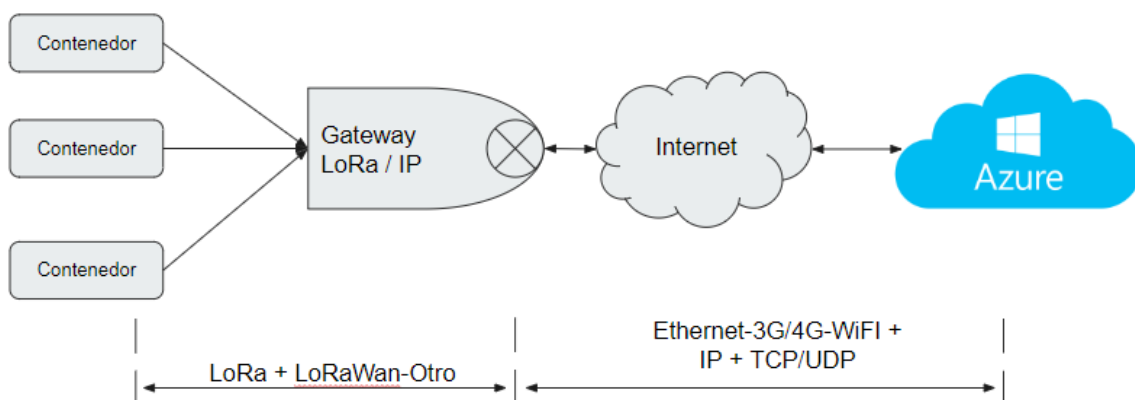 Contenedor
Contenedor
Contenedor
Gateway
LoRa / IP
Internet
Azure
LoRa + LoRaWan-Otro
Ethernet-3G/4G-WiFI +
IP + TCP/UDP